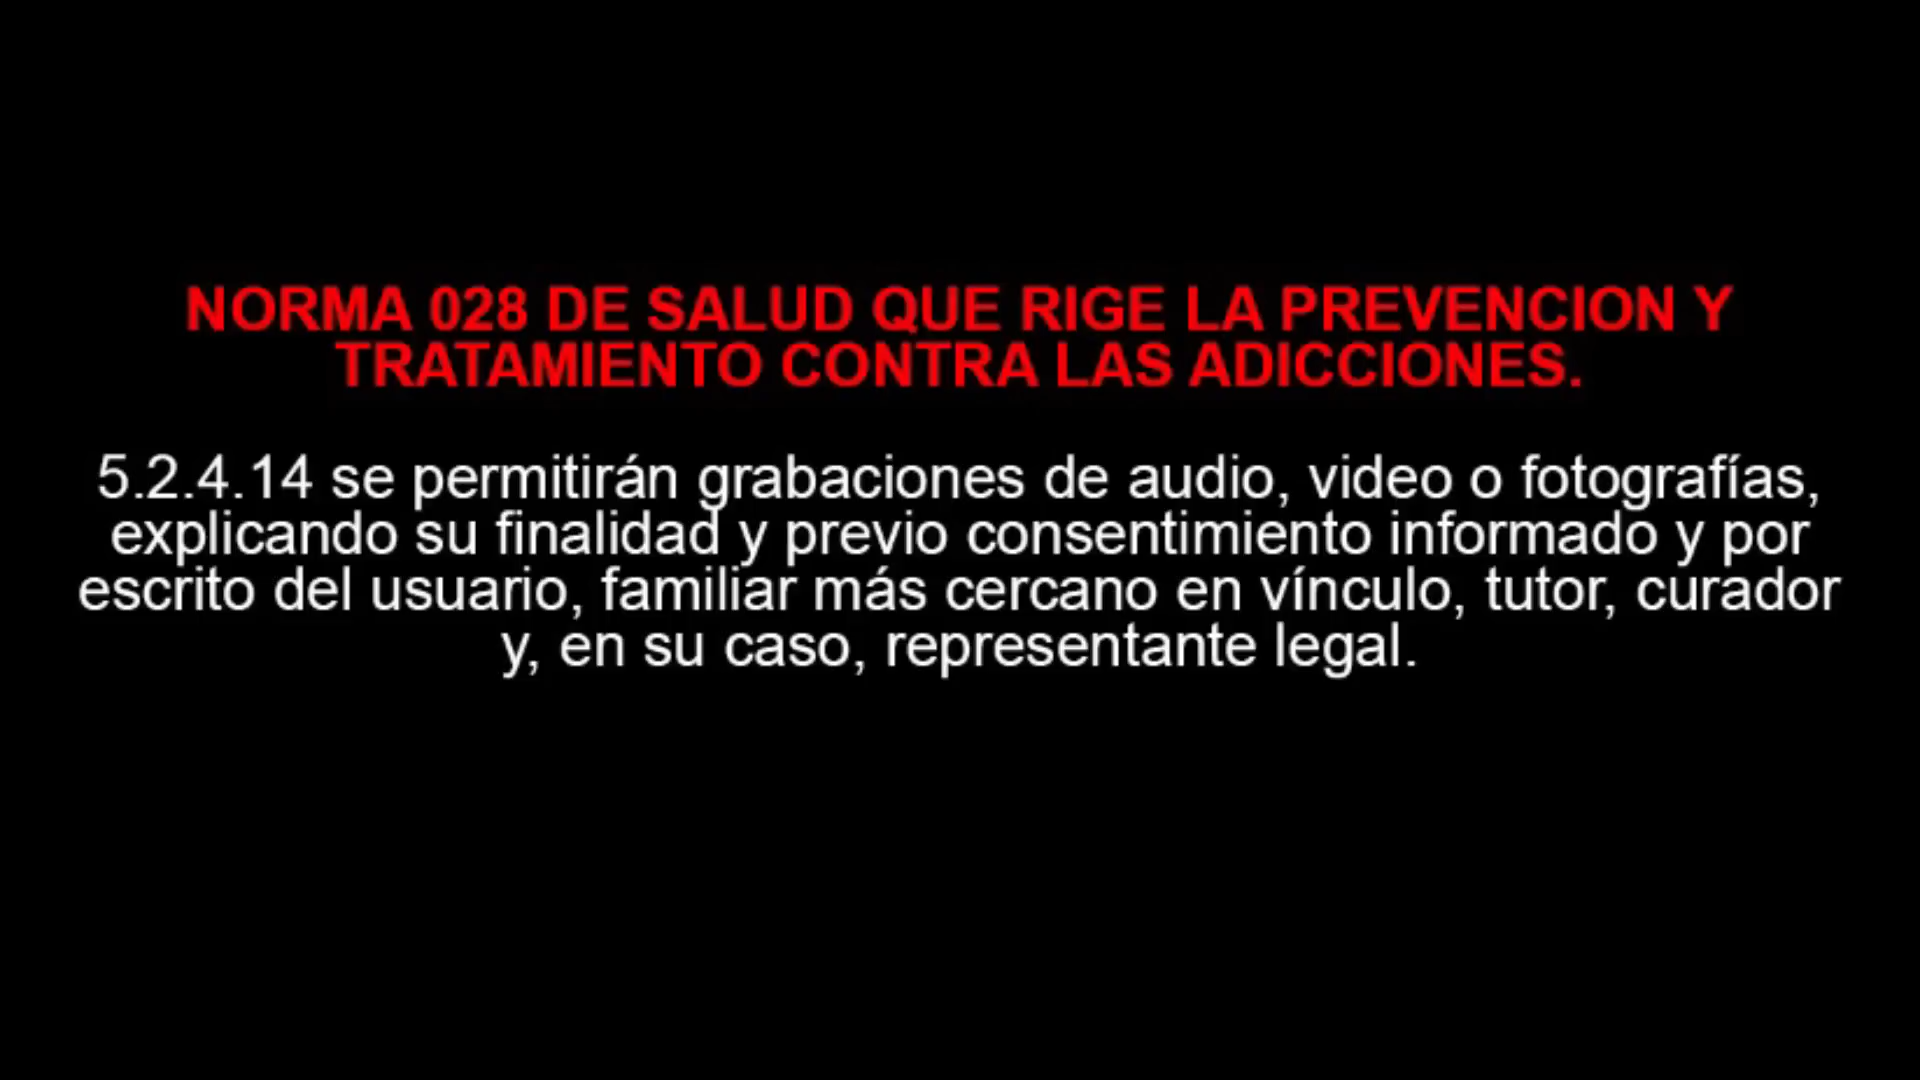 NORMA 028 DE SALUD QUE RIGE LA PREVENCION Y
TRATAMIENTO CONTRA LAS ADICCIONES.
5.2.4.14 se permitirán grabaciones de audio, video o fotografías,
explicando su finalidad y previo consentimiento informado y por
escrito del usuario, familiar más cercano en vínculo, tutor, curador
y, en su caso, representante legal.